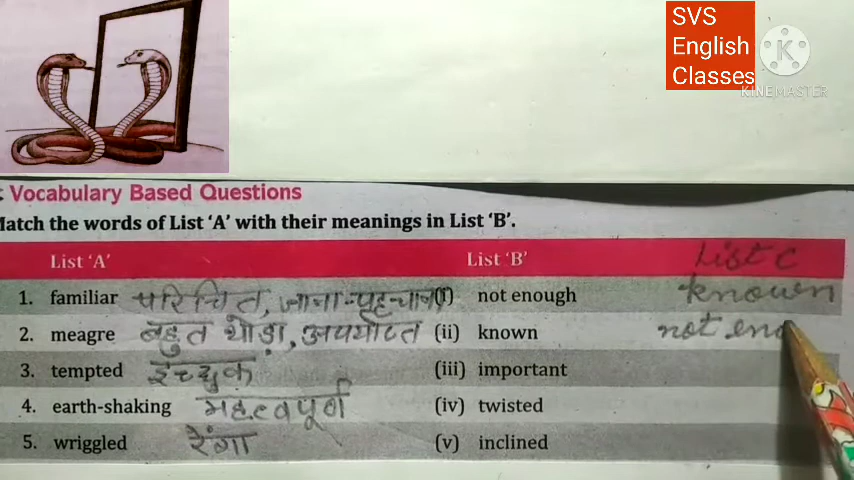 SVS
English
Classes
KINEMASTER
: Vocabulary Based Questions
Match the words of List ‘A’ with their meanings in List ‘B’.
List ‘A’ List ‘B’ List C
1. familiar परिचित, जाना-पहचाना (i) not enough known
2. meagre बहुत थोड़ा, अपर्याप्त (ii) known not eno
3. tempted इच्छुक (iii) important
4. earth-shaking महत्वपूर्ण (iv) twisted
5. wriggled रेंगा (v) inclined